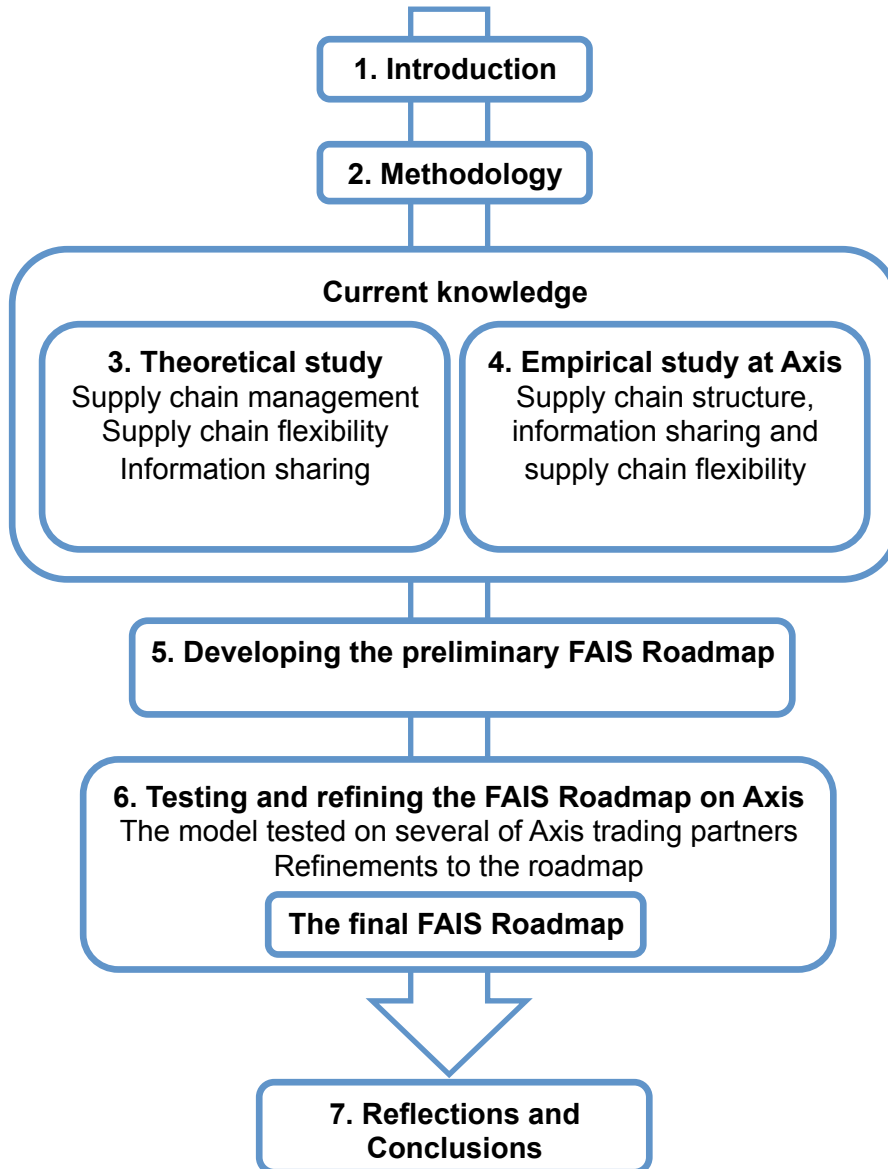 1. Introduction
2. Methodology
Current knowledge
3. Theoretical study
Supply chain management
Supply chain flexibility
Information sharing
4. Empirical study at Axis
Supply chain structure,
information sharing and
supply chain flexibility
5. Developing the preliminary FAIS Roadmap
6. Testing and refining the FAIS Roadmap on Axis
The model tested on several of Axis trading partners
Refinements to the roadmap
The final FAIS Roadmap
7. Reflections and
Conclusions